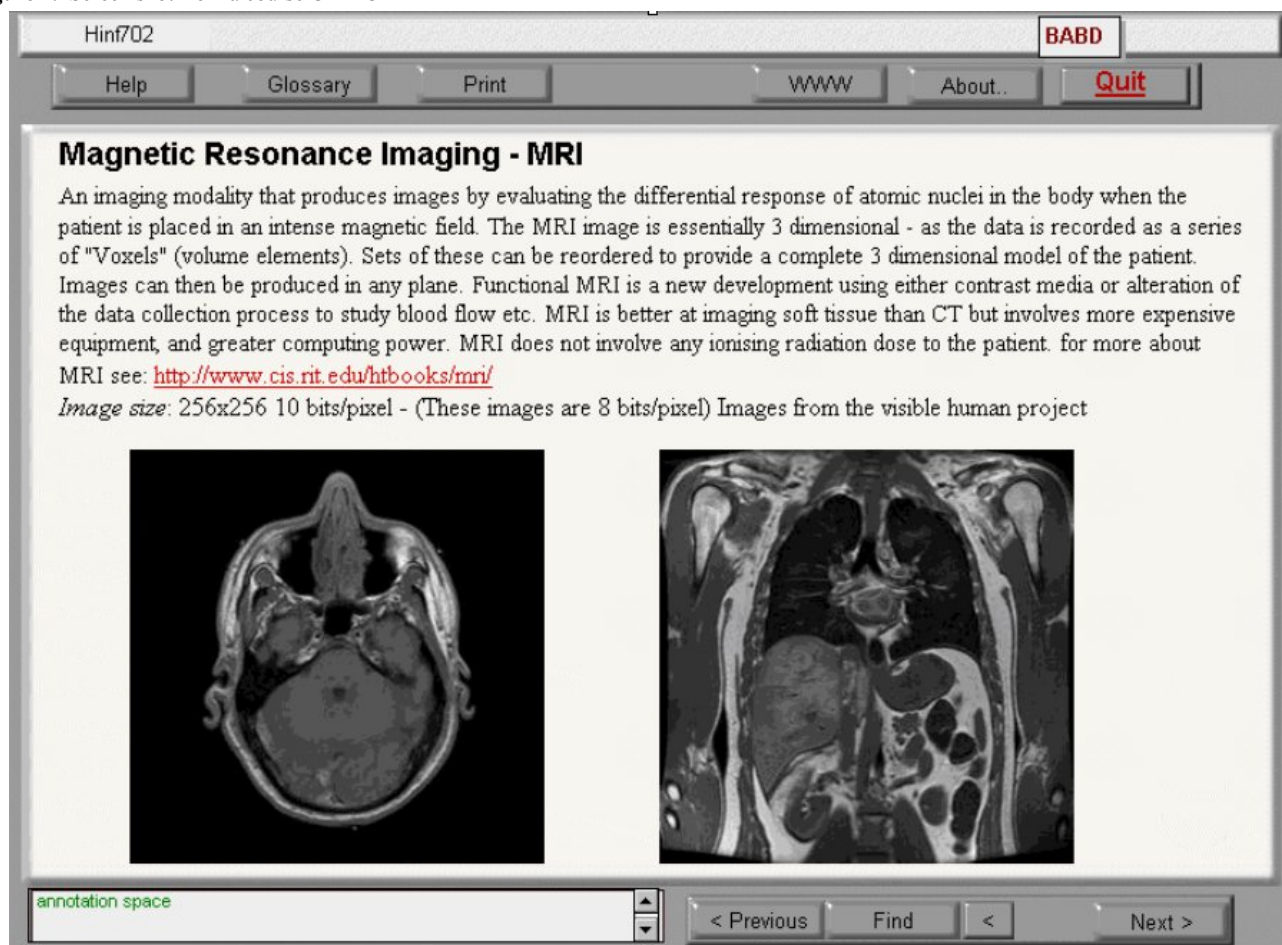 Hinf702
BABD
Help
Glossary
Print
WWW
About..
Quit
Magnetic Resonance Imaging - MRI
An imaging modality that produces images by evaluating the differential response of atomic nuclei in the body when the
patient is placed in an intense magnetic field. The MRI image is essentially 3 dimensional - as the data is recorded as a series
of "Voxels" (volume elements). Sets of these can be reordered to provide a complete 3 dimensional model of the patient.
Images can then be produced in any plane. Functional MRI is a new development using either contrast media or alteration of
the data collection process to study blood flow etc. MRI is better at imaging soft tissue than CT but involves more expensive
equipment, and greater computing power. MRI does not involve any ionising radiation dose to the patient. for more about
MRI see: http://www.cis.rit.edu/htbooks/mri/
Image size: 256x256 10 bits/pixel - (These images are 8 bits/pixel) Images from the visible human project
annotation space
< Previous
Find
<
Next >